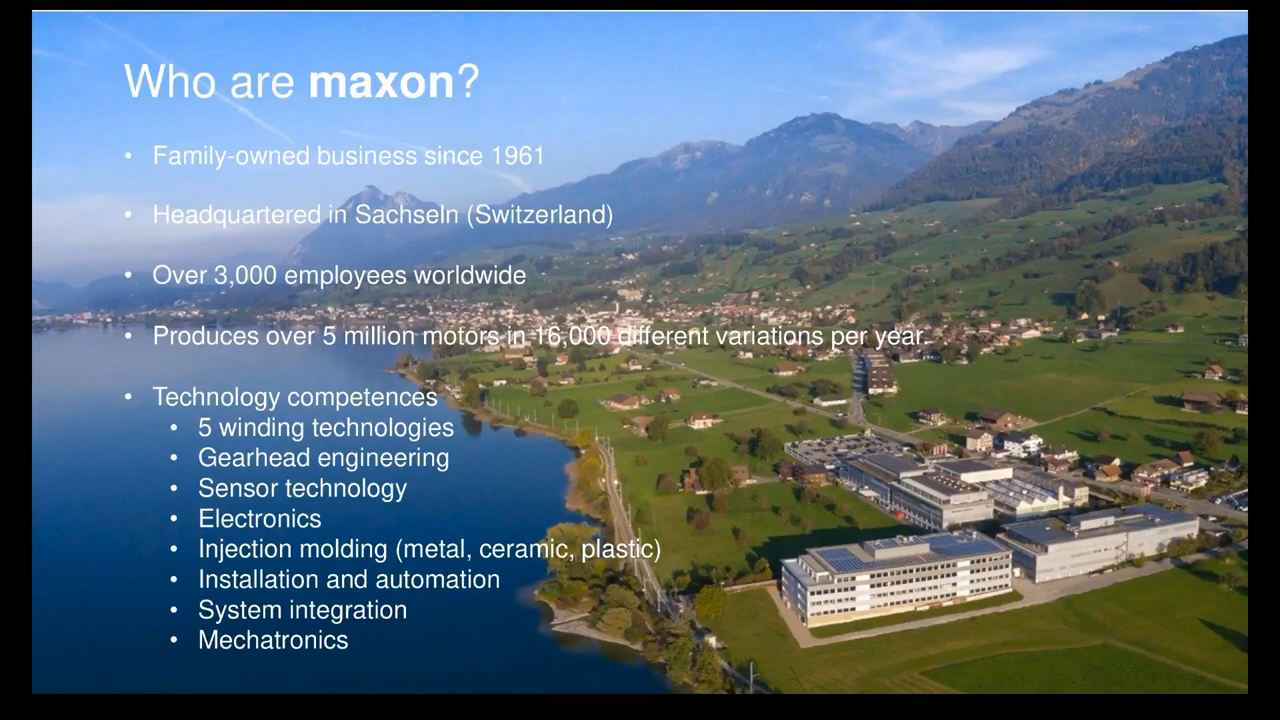 Who are maxon?
• Family-owned business since 1961
• Headquartered in Sachseln (Switzerland)
• Over 3,000 employees worldwide
• Produces over 5 million motors in 16,000 different variations per year.
• Technology competences
• 5 winding technologies
• Gearhead engineering
• Sensor technology
• Electronics
• Injection molding (metal, ceramic, plastic)
• Installation and automation
• System integration
• Mechatronics